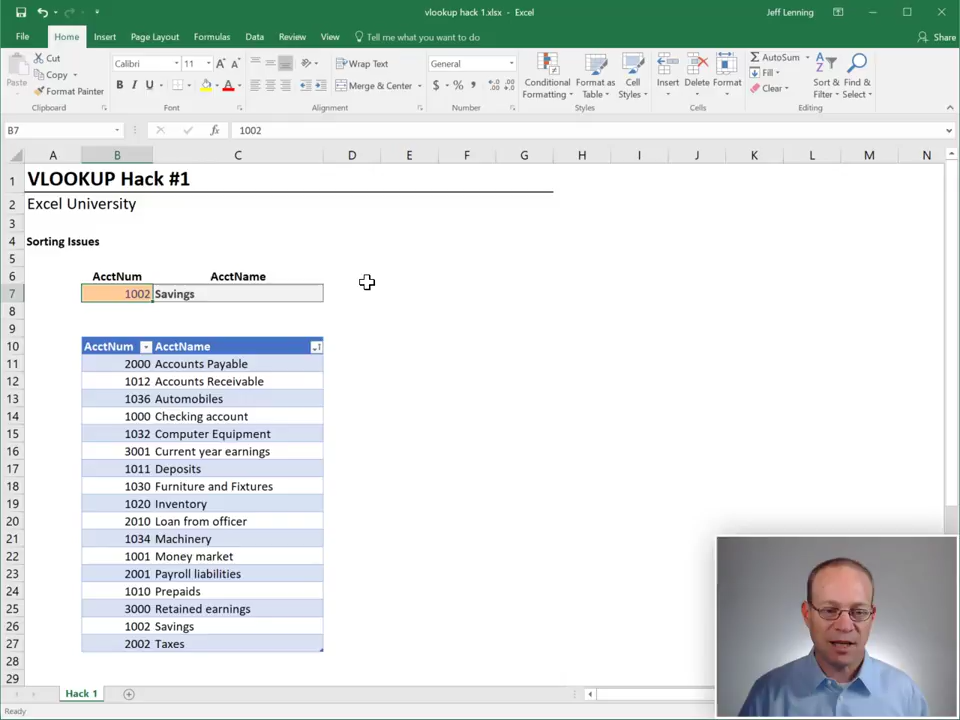 vlookup hack 1.xlsx - Excel
Jeff Lenning
File Home Insert Page Layout Formulas Data Review View Tell me what you want to do Share
Paste
Cut
Copy
Format Painter
Clipboard
Calibri 11
B I U
Font
Wrap Text
Merge & Center
Alignment
General
$ % ,
Number
Conditional Formatting
Format as Table
Cell Styles
Styles
Insert Delete Format
Cells
AutoSum
Fill
Clear
Sort & Filter
Find & Select
Editing
B7 fx 1002
A B C D E F G H I J K L M N
1 VLOOKUP Hack #1
2 Excel University
3
4 Sorting Issues
5
6 AcctNum AcctName
7 1002 Savings
8
9
10 AcctNum AcctName
11 2000 Accounts Payable
12 1012 Accounts Receivable
13 1036 Automobiles
14 1000 Checking account
15 1032 Computer Equipment
16 3001 Current year earnings
17 1011 Deposits
18 1030 Furniture and Fixtures
19 1020 Inventory
20 2010 Loan from officer
21 1034 Machinery
22 1001 Money market
23 2001 Payroll liabilities
24 1010 Prepaids
25 3000 Retained earnings
26 1002 Savings
27 2002 Taxes
28
29
Hack 1
Ready